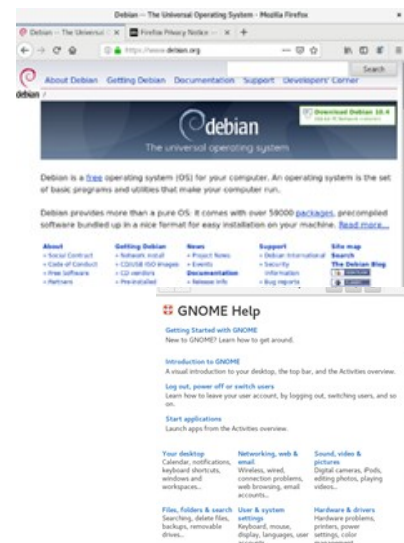 Debian -- The Universal Operating System - Mozilla Firefox
Debian -- The Universal
Firefox Privacy Notice —
https://www.debian.org
Search
About Debian Getting Debian Documentation Support Developers' Corner
debian /
debian
The universal operating system
Download Debian 10.4
Debian is a free operating system (OS) for your computer. An operating system is the set
of basic programs and utilities that make your computer run.
Debian provides more than a pure OS: it comes with over 59000 packages, precompiled
software bundled up in a nice format for easy installation on your machine. Read more...
About Getting Debian News Support Site map
Social Contract Network install Project News Debian International Search
Code of Conduct CD/USB ISO images Events Security The Debian Blog
Free Software CD vendors Documentation Information
Partners Pre-installed Release Info Bug reports
GNOME Help
Getting Started with GNOME
New to GNOME? Learn how to get around.
Introduction to GNOME
A visual introduction to your desktop, the top bar, and the Activities overview.
Log out, power off or switch users
Learn how to leave your user account, by logging out, switching users, and so
on.
Start applications
Launch apps from the Activities overview.
Your desktop
Calendar, notifications,
keyboard shortcuts,
windows and
workspaces...
Networking, web &
email
Wireless, wired,
connection problems,
web browsing, email
accounts...
Sound, video &
pictures
Digital cameras, iPods,
editing photos, playing
videos...
Files, folders & search
Searching, delete files,
backups, removable
drives...
User & system
settings
Keyboard, mouse,
display, languages, user
accounts...
Hardware & drivers
Hardware problems,
printers, power
settings, color
management